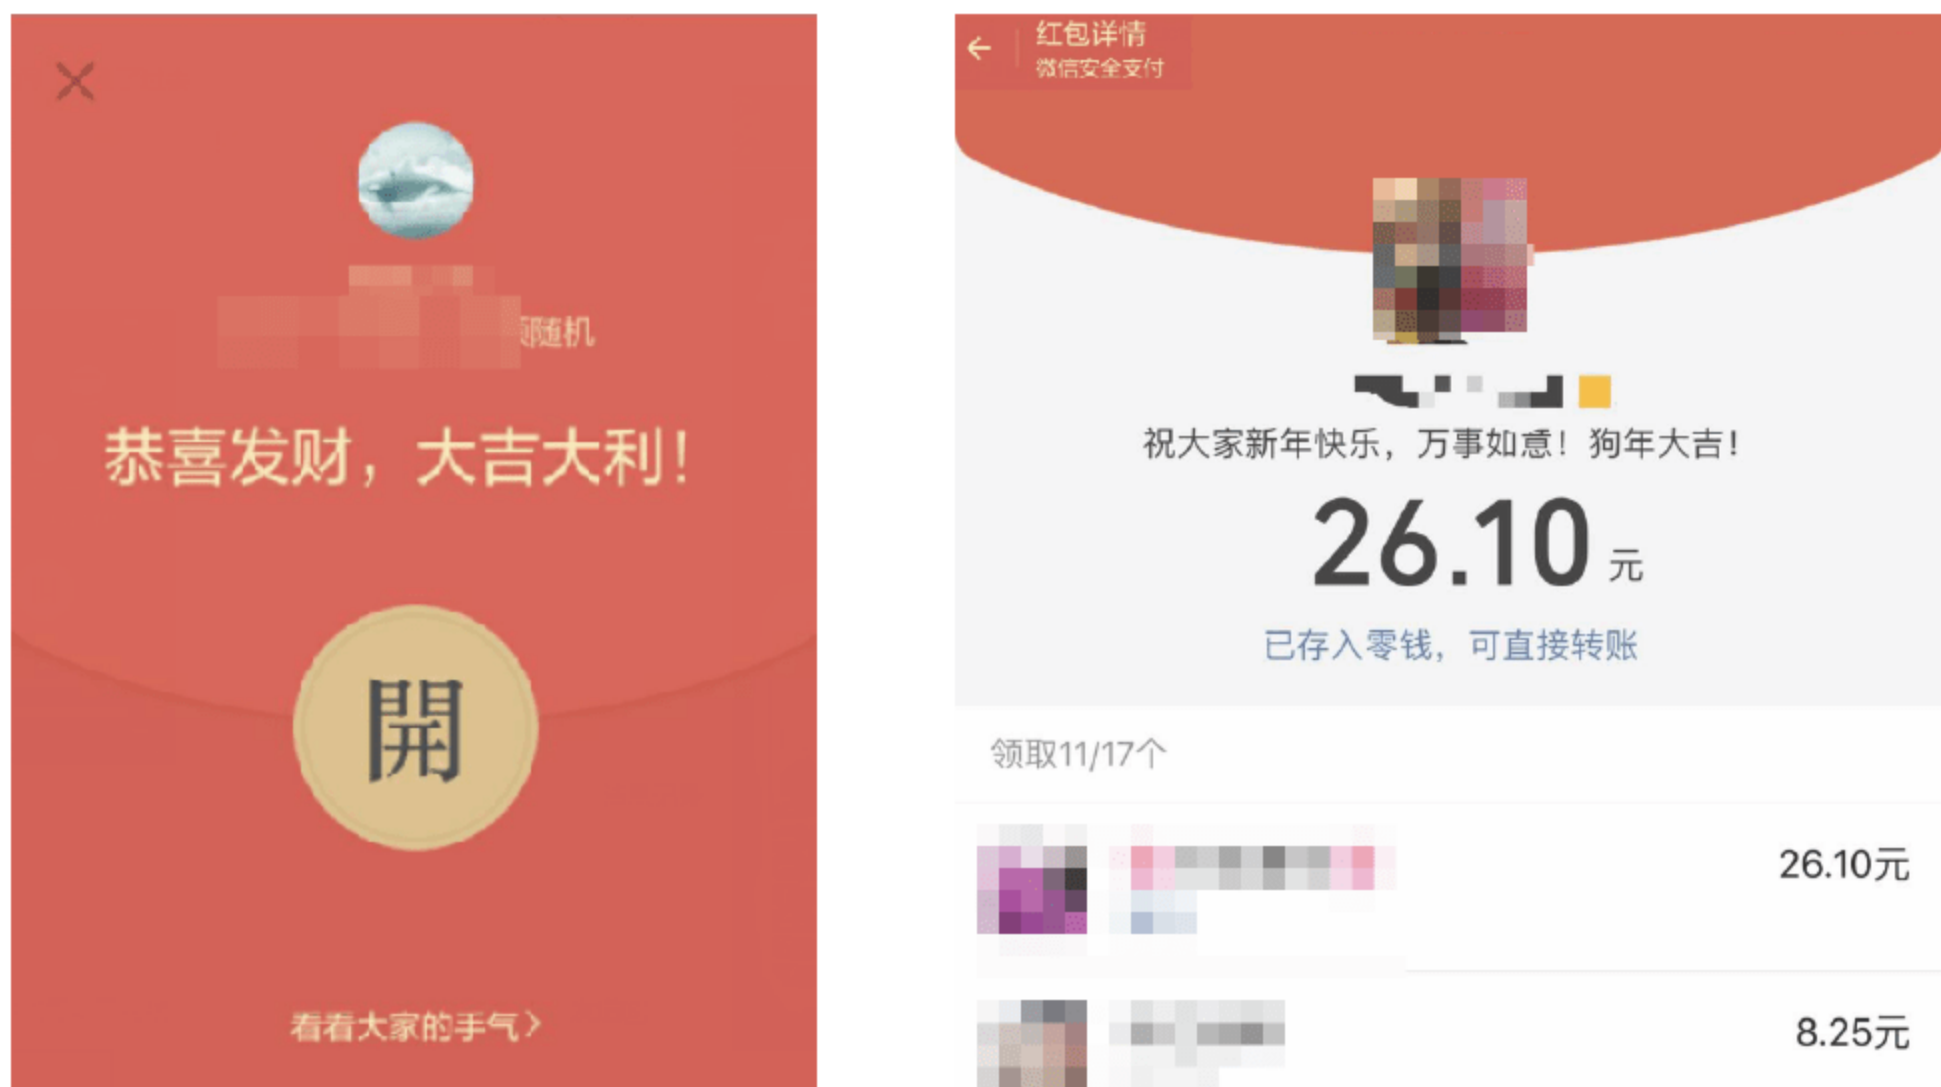 随机
恭喜发财，大吉大利！
開
看看大家的手气
红包详情
微信安全支付
祝大家新年快乐，万事如意！狗年大吉！
26.10元
已存入零钱，可直接转账
领取11/17个
26.10元
8.25元